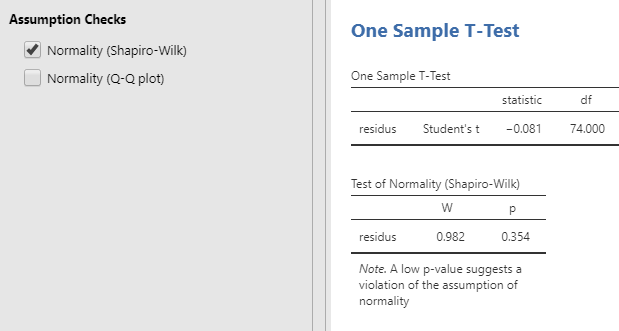 Assumption Checks
Normality (Shapiro-Wilk)
Normality (Q-Q plot)
One Sample T-Test
One Sample T-Test
statistic df
residus Student's t −0.081 74.000
Test of Normality (Shapiro-Wilk)
W p
residus 0.982 0.354
Note. A low p-value suggests a
violation of the assumption of
normality